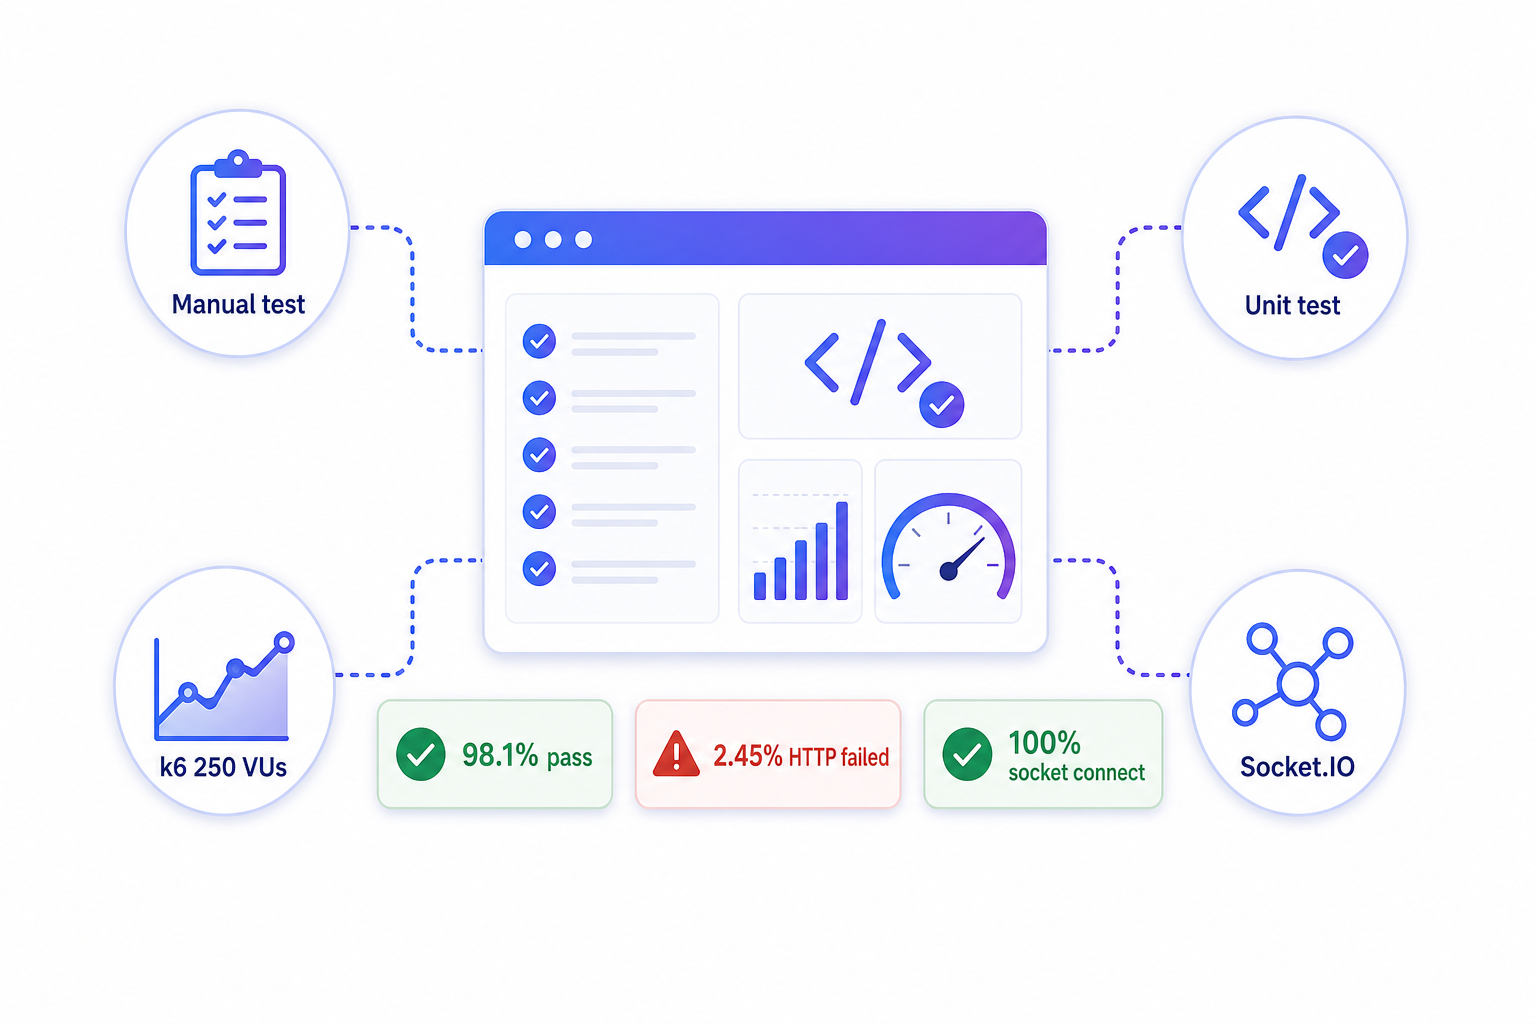 Manual test
Unit test
k6 250 VUs
98.1% pass
2.45% HTTP failed
100%
socket connect
Socket.IO